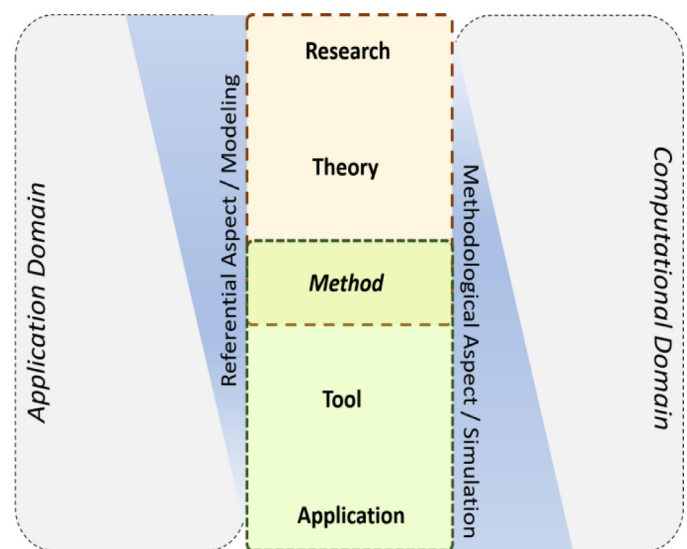 Research
Theory
Method
Tool
Application
Application Domain
Referential Aspect / Modeling
Methodological Aspect / Simulation
Computational Domain